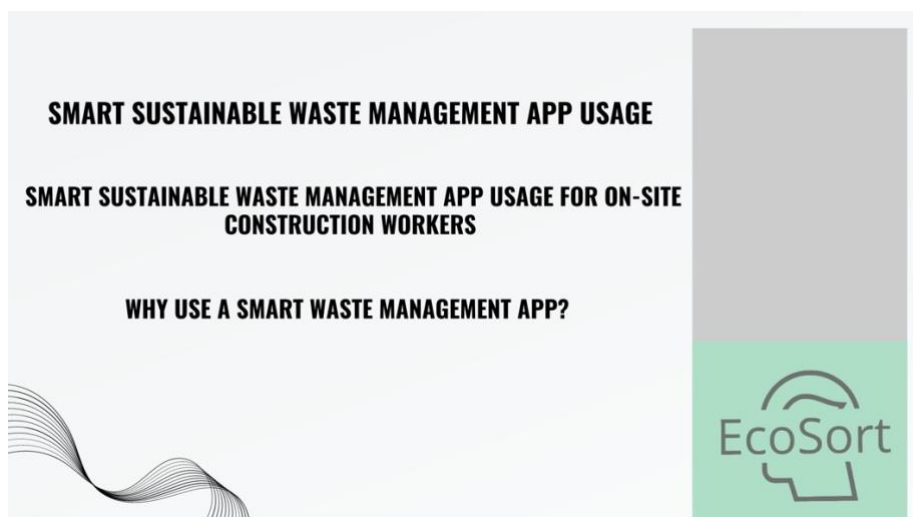 SMART SUSTAINABLE WASTE MANAGEMENT APP USAGE
SMART SUSTAINABLE WASTE MANAGEMENT APP USAGE FOR ON-SITE
CONSTRUCTION WORKERS
WHY USE A SMART WASTE MANAGEMENT APP?
EcoSort